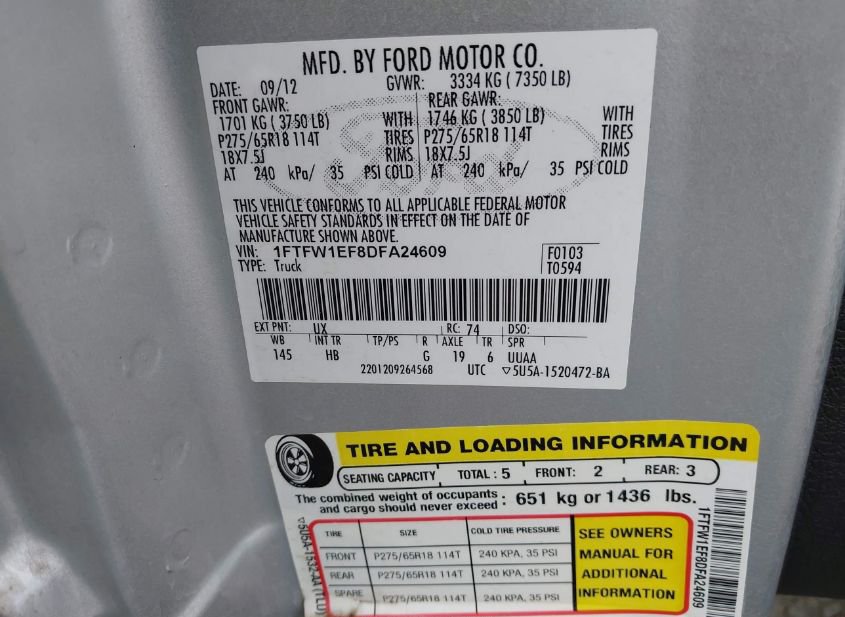 MFD. BY FORD MOTOR CO.
DATE: 09/12 GVWR: 3334 KG ( 7350 LB)
FRONT GAWR: REAR GAWR:
1701 KG ( 3750 LB) WITH 1746 KG ( 3850 LB) WITH
P275/65R18 114T TIRES P275/65R18 114T TIRES
18X7.5J RIMS 18X7.5J RIMS
AT 240 kPa/ 35 PSI COLD AT 240 kPa/ 35 PSI COLD
THIS VEHICLE CONFORMS TO ALL APPLICABLE FEDERAL MOTOR
VEHICLE SAFETY STANDARDS IN EFFECT ON THE DATE OF
MANUFACTURE SHOWN ABOVE.
VIN: 1FTFW1EF8DFA24609 F0103
TYPE: Truck T0594
EXT PNT: UX RC: 74 DSO:
WB INT TR TP/PS R AXLE TR SPR
145 HB G 19 6 UUAA
2201209264568 UTC ▽5U5A-1520472-BA
TIRE AND LOADING INFORMATION
SEATING CAPACITY TOTAL : 5 FRONT: 2 REAR: 3
The combined weight of occupants
and cargo should never exceed : 651 kg or 1436 lbs.
TIRE SIZE COLD TIRE PRESSURE
FRONT P275/65R18 114T 240 KPA, 35 PSI
REAR P275/65R18 114T 240 KPA, 35 PSI
SPARE P275/65R18 114T 240 KPA, 35 PSI
SEE OWNERS
MANUAL FOR
ADDITIONAL
INFORMATION
1FTFW1EF8DFA24609
▽5U5A-1532-AA (1LU)